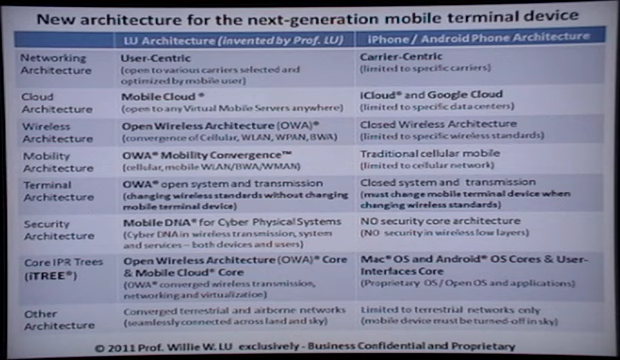 New architecture for the next-generation mobile terminal device
LU Architecture (invented by Prof. LU)
iPhone / Android Phone Architecture
Networking
Architecture
User-Centric
(open to various carriers selected and
optimized by mobile user)
Carrier-Centric
(limited to specific carriers)
Cloud
Architecture
Mobile Cloud ®
(open to any Virtual Mobile Servers anywhere)
iCloud® and Google Cloud
(limited to specific data centers)
Wireless
Architecture
Open Wireless Architecture (OWA)®
(convergence of Cellular, WLAN, WPAN, BWA)
Closed Wireless Architecture
(limited to specific wireless standards)
Mobility
Architecture
OWA® Mobility Convergence™
(cellular, mobile WLAN/BWA/WMAN)
Traditional cellular mobile
(limited to cellular network)
Terminal
Architecture
OWA® open system and transmission
(changing wireless standards without changing
mobile terminal device)
Closed system and transmission
(must change mobile terminal device when
changing wireless standards)
Security
Architecture
Mobile DNA® for Cyber Physical Systems
(Cyber DNA in wireless transmission, system
and services – both devices and users)
NO security core architecture
(NO security in wireless low layers)
Core IPR Trees
(iTREE®)
Open Wireless Architecture (OWA)® Core
& Mobile Cloud® Core
(OWA® converged wireless transmission,
networking and virtualization)
Mac® OS and Android® OS Cores & User-
Interfaces Core
(Proprietary OS / Open OS and applications)
Other
Architecture
Converged terrestrial and airborne networks
(seamlessly connected across land and sky)
Limited to terrestrial networks only
(mobile device must be turned-off in sky)
© 2011 Prof. Willie W. LU exclusively - Business Confidential and Proprietary